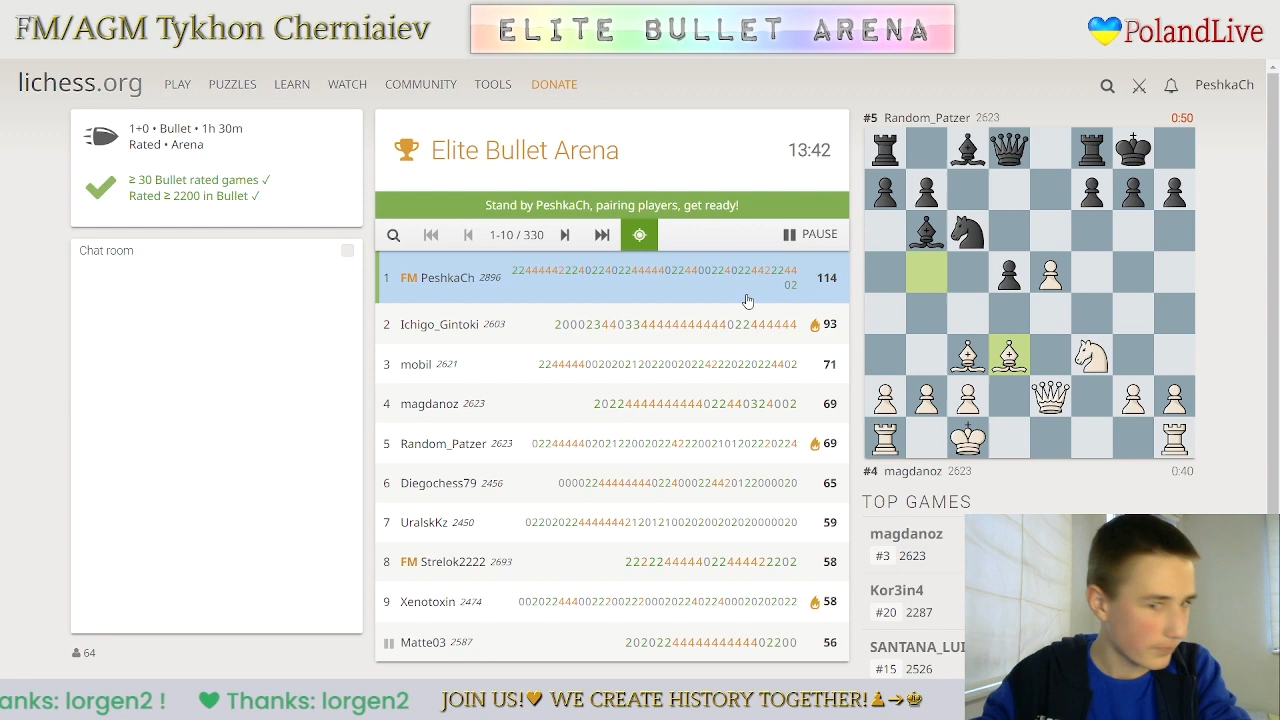 FM/AGM Tykhon Cherniaiev
ELITE BULLET ARENA
PolandLive
lichess.org PLAY PUZZLES LEARN WATCH COMMUNITY TOOLS DONATE PeshkaCh
1+0 • Bullet • 1h 30m
Rated • Arena
≥ 30 Bullet rated games ✓
Rated ≥ 2200 in Bullet ✓
Chat room
64
Elite Bullet Arena 13:42
Stand by PeshkaCh, pairing players, get ready!
1-10 / 330 PAUSE
1 FM PeshkaCh 2896 114
02
2 Ichigo_Gintoki 2603 93
3 mobil 2621 71
4 magdanoz 2623 20224444444444022440324002 69
5 Random_Patzer 2623 69
6 Diegochess79 2456 65
7 UralskKz 2450 59
8 FM Strelok2222 2693 58
9 Xenotoxin 2474 58
Matte03 2587 56
#5 Random_Patzer 2623 0:50
#4 magdanoz 2623 0:40
TOP GAMES
magdanoz
#3 2623
Kor3in4
#20 2287
SANTANA_LUI
#15 2526
anks: lorgen2 ! Thanks: lorgen2 JOIN US! WE CREATE HISTORY TOGETHER!